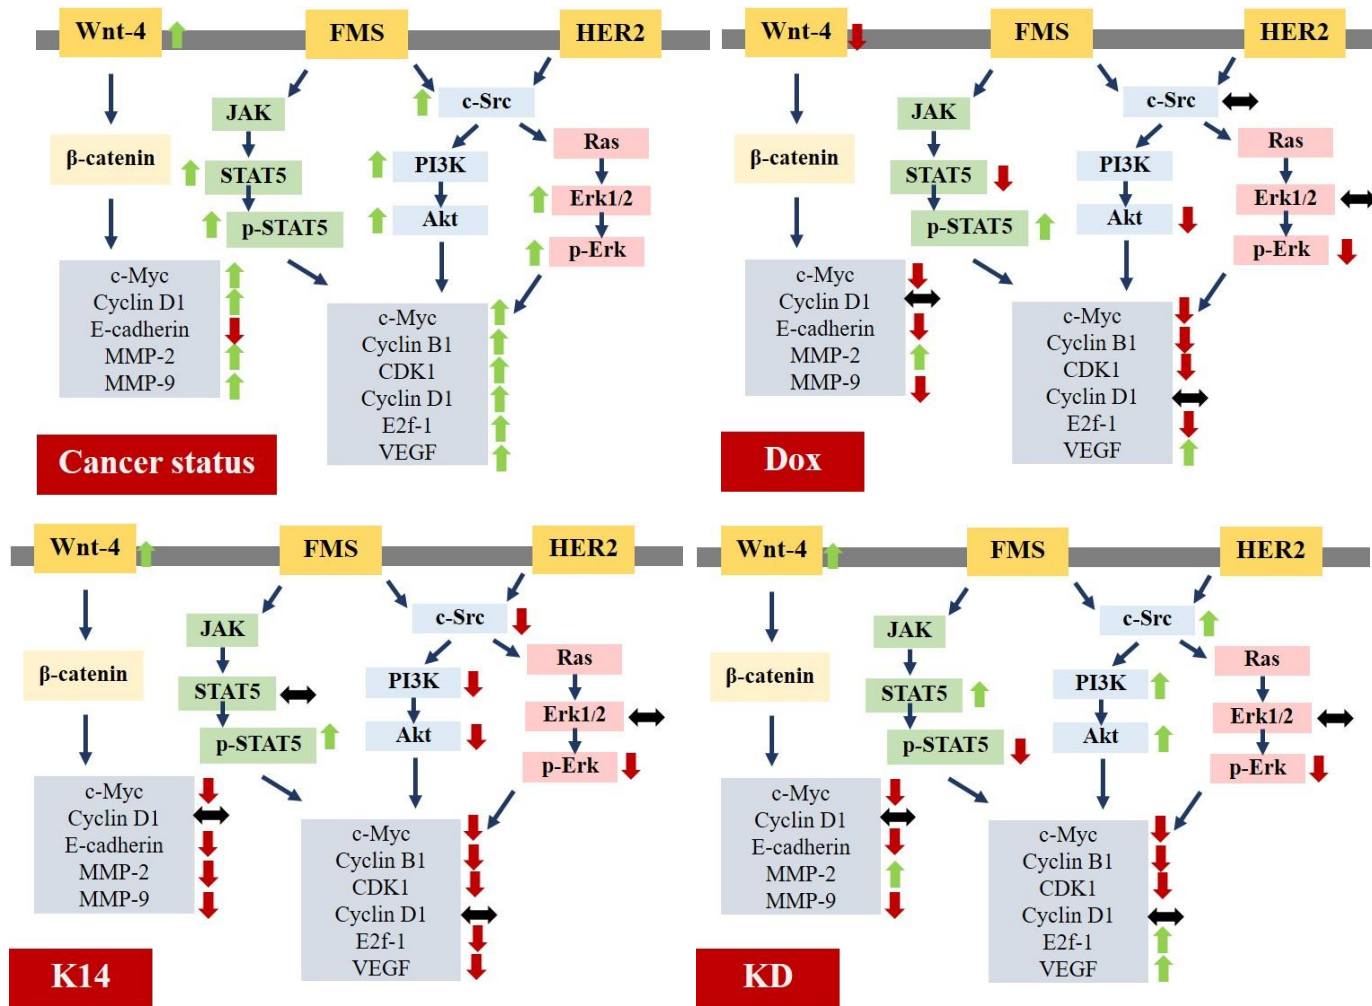 Wnt-4
FMS
HER2
c-Src
JAK
Ras
β-catenin
PI3K
STAT5
Erk1/2
Akt
p-STAT5
p-Erk
c-Myc
Cyclin D1
E-cadherin
MMP-2
MMP-9
c-Myc
Cyclin B1
CDK1
Cyclin D1
E2f-1
VEGF
Cancer status
Wnt-4
FMS
HER2
c-Src
JAK
Ras
β-catenin
PI3K
STAT5
Erk1/2
Akt
p-STAT5
p-Erk
c-Myc
Cyclin D1
E-cadherin
MMP-2
MMP-9
c-Myc
Cyclin B1
CDK1
Cyclin D1
E2f-1
VEGF
Dox
Wnt-4
FMS
HER2
c-Src
JAK
Ras
β-catenin
PI3K
STAT5
Erk1/2
Akt
p-STAT5
p-Erk
c-Myc
Cyclin D1
E-cadherin
MMP-2
MMP-9
c-Myc
Cyclin B1
CDK1
Cyclin D1
E2f-1
VEGF
K14
Wnt-4
FMS
HER2
c-Src
JAK
Ras
β-catenin
PI3K
STAT5
Erk1/2
Akt
p-STAT5
p-Erk
c-Myc
Cyclin D1
E-cadherin
MMP-2
MMP-9
c-Myc
Cyclin B1
CDK1
Cyclin D1
E2f-1
VEGF
KD